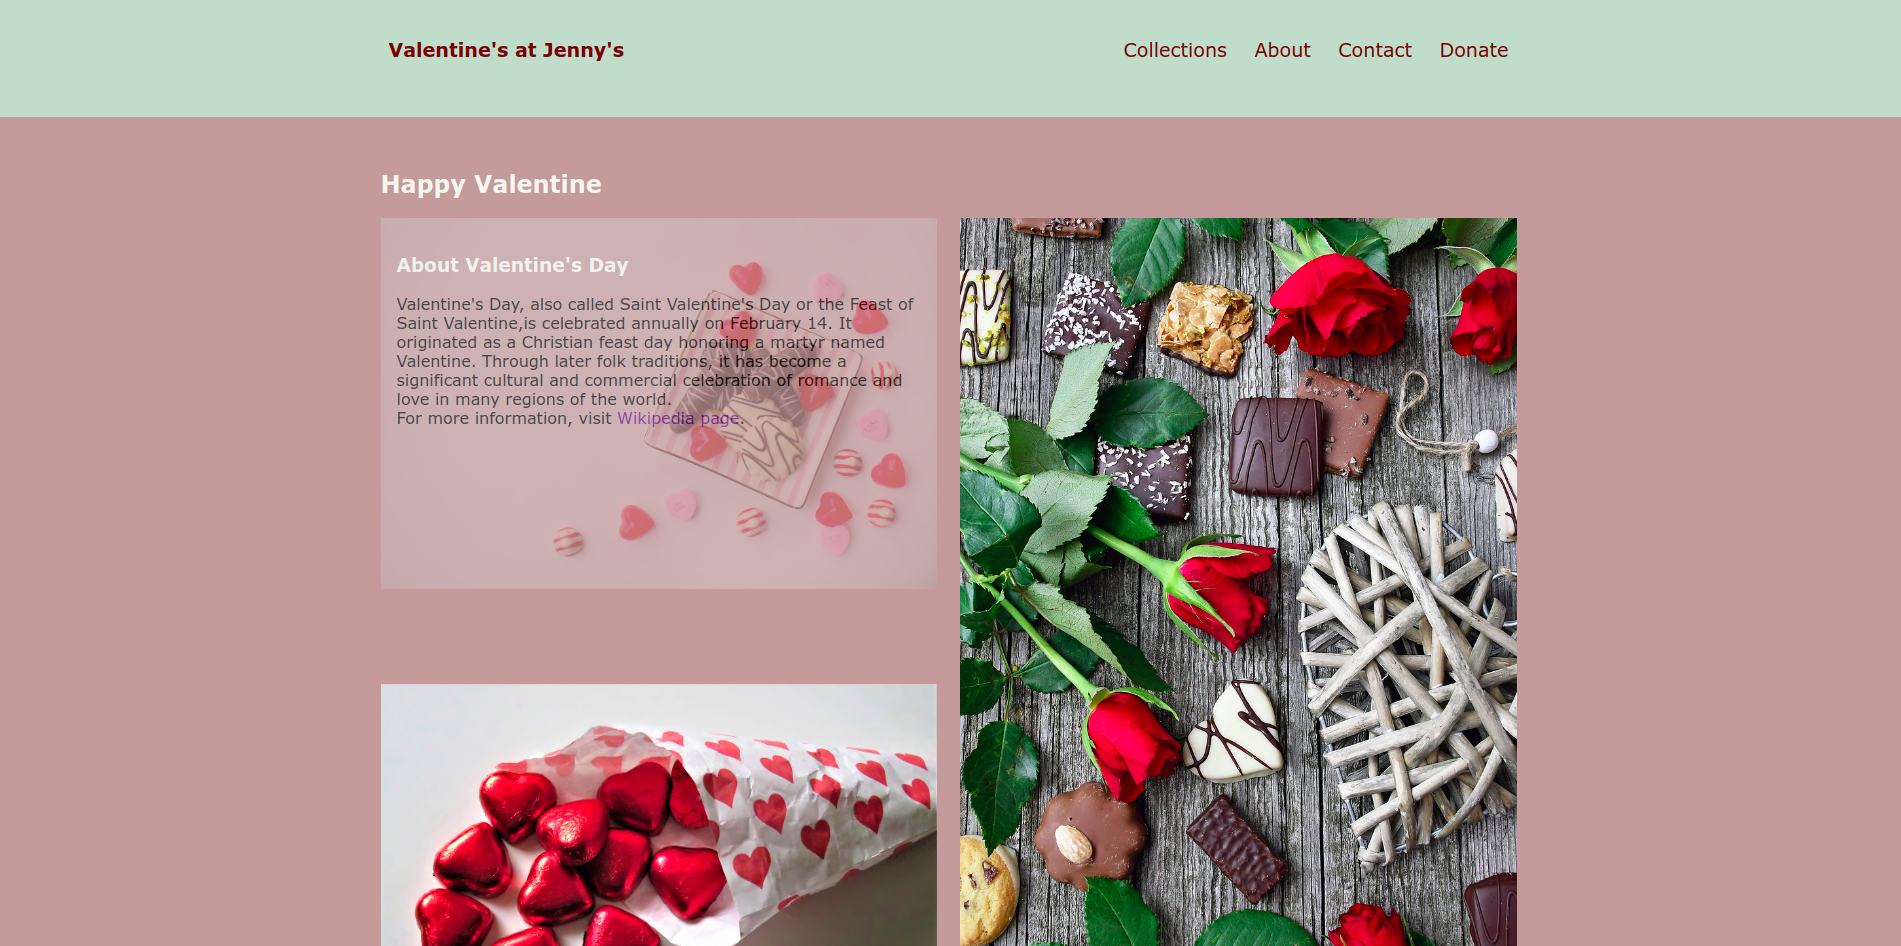 Valentine's at Jenny's
Collections About Contact Donate
Happy Valentine
About Valentine's Day
Valentine's Day, also called Saint Valentine's Day or the Feast of
Saint Valentine,is celebrated annually on February 14. It
originated as a Christian feast day honoring a martyr named
Valentine. Through later folk traditions, it has become a
significant cultural and commercial celebration of romance and
love in many regions of the world.
For more information, visit Wikipedia page.